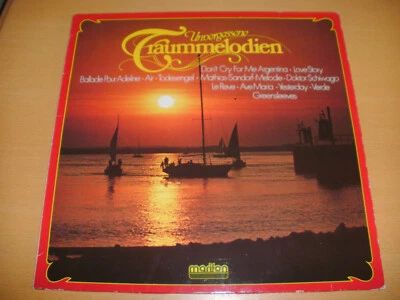 Unvergessene
Traummelodien
Don't Cry For Me Argentina · Love Story
Ballade Pour Adeline · Air · Todesengel · Mathias Sandorf-Melodie · Doktor Schiwago
Le Reve · Ave Maria · Yesterday · Verde
Greensleeves
marifon